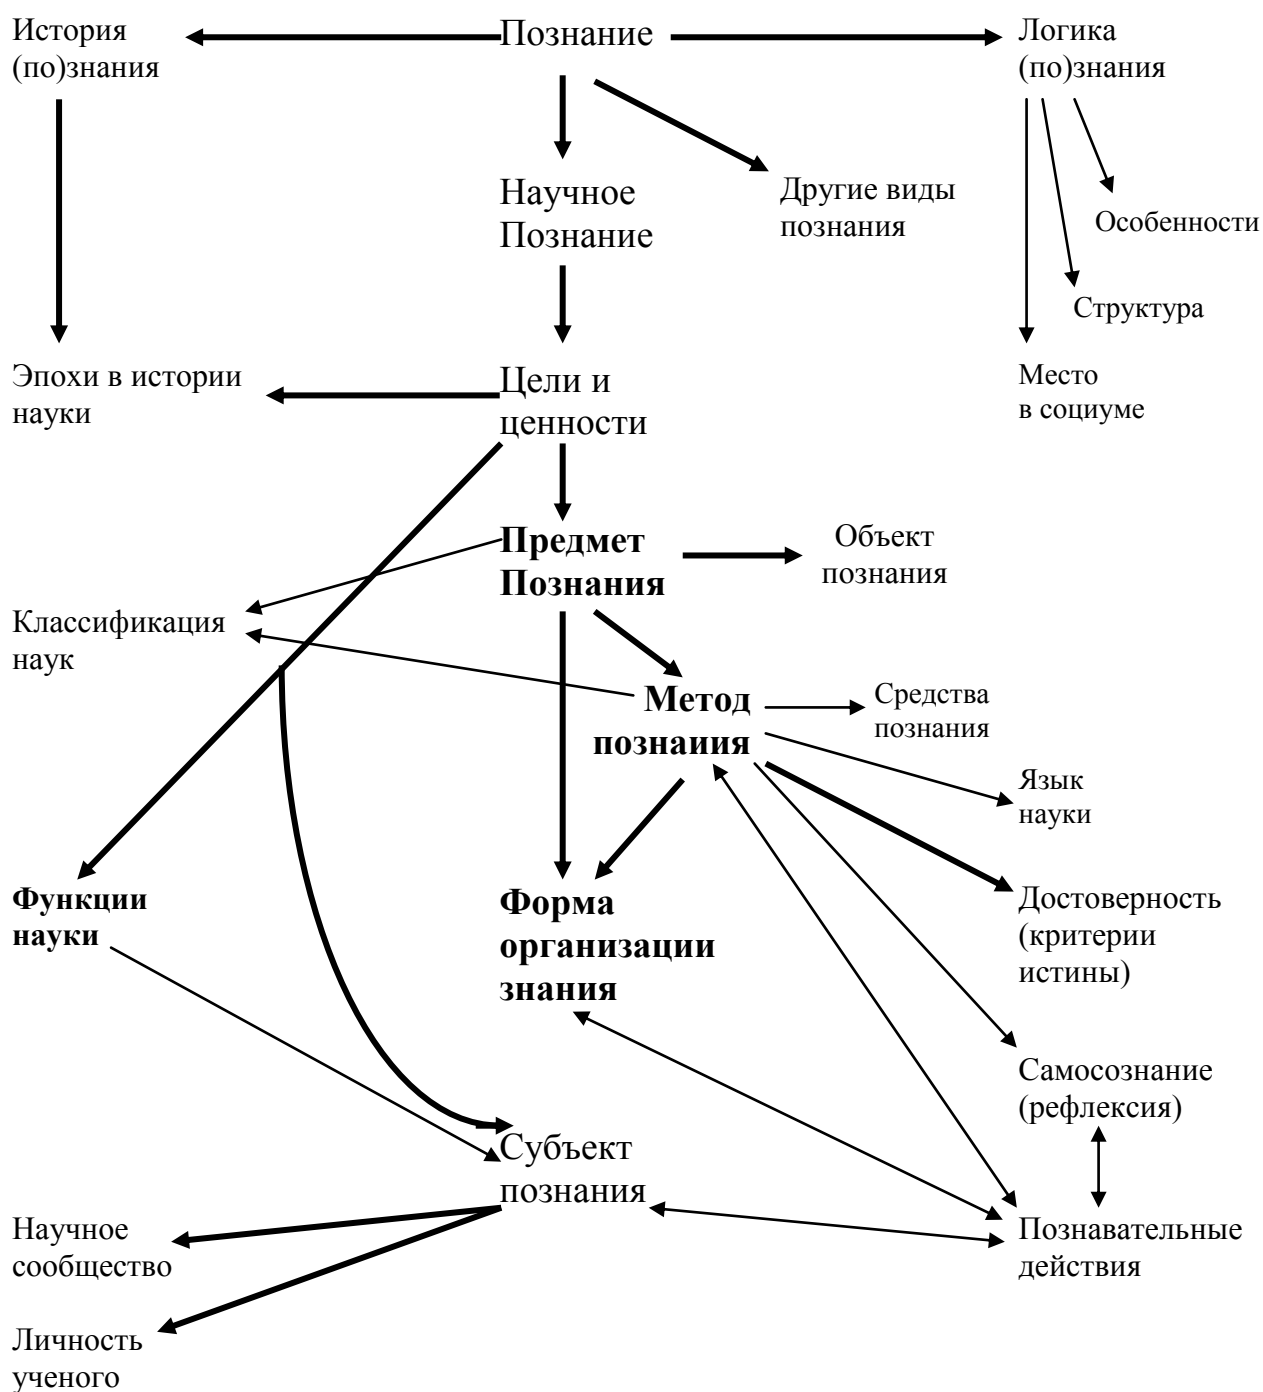 История
(по)знания
Познание
Логика
(по)знания
Научное
Познание
Другие виды
познания
Особенности
Структура
Эпохи в истории
науки
Цели и
ценности
Место
в социуме
Предмет
Познания
Объект
познания
Классификация
наук
Метод
познаиия
Средства
познания
Язык
науки
Функции
науки
Форма
организации
знания
Достоверность
(критерии
истины)
Самосознание
(рефлексия)
Субъект
познания
Научное
сообщество
Познавательные
действия
Личность
ученого